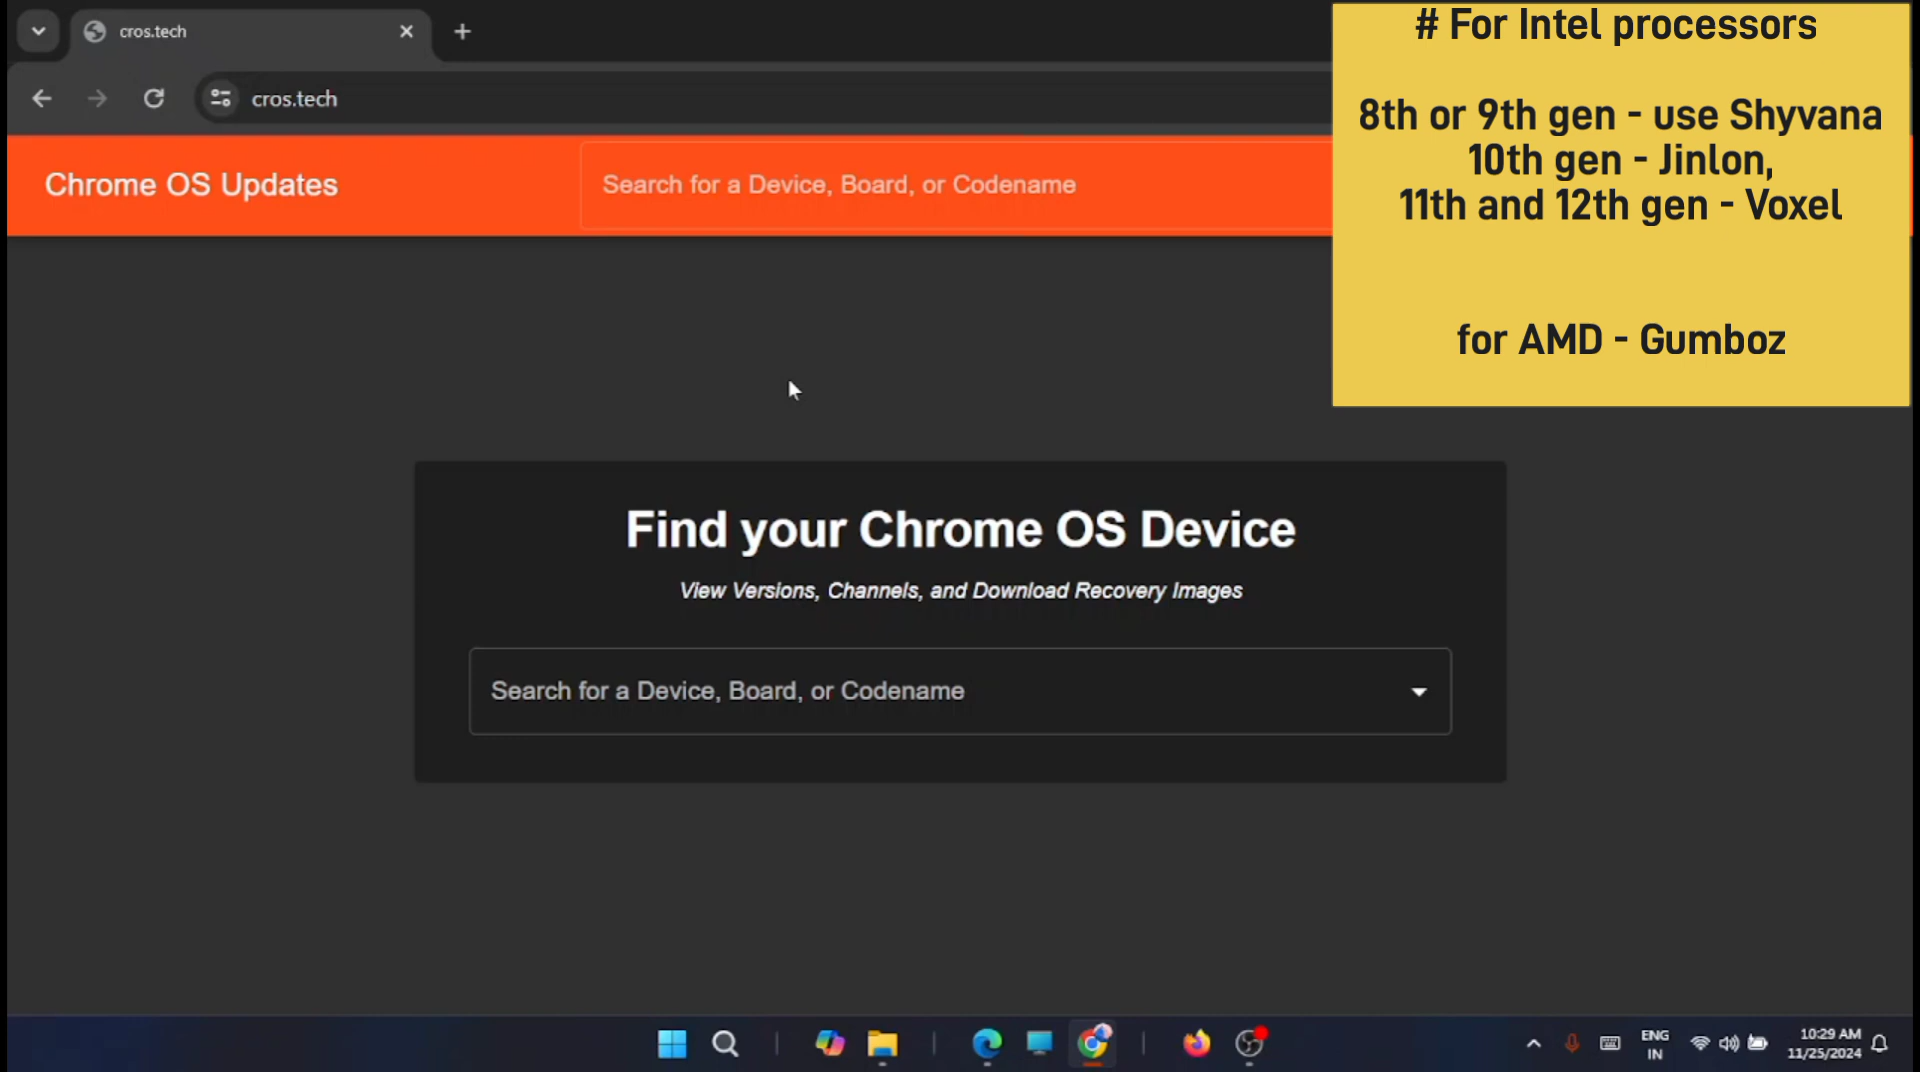 cros.tech
# For Intel processors
cros.tech
8th or 9th gen - use Shyvana
10th gen - Jinlon,
Chrome OS Updates
Search for a Device, Board, or Codename
11th and 12th gen - Voxel
for AMD - Gumboz
Find your Chrome OS Device
View Versions, Channels, and Download Recovery Images
Search for a Device, Board, or Codename
ENG
IN
10:29 AM
11/25/2024